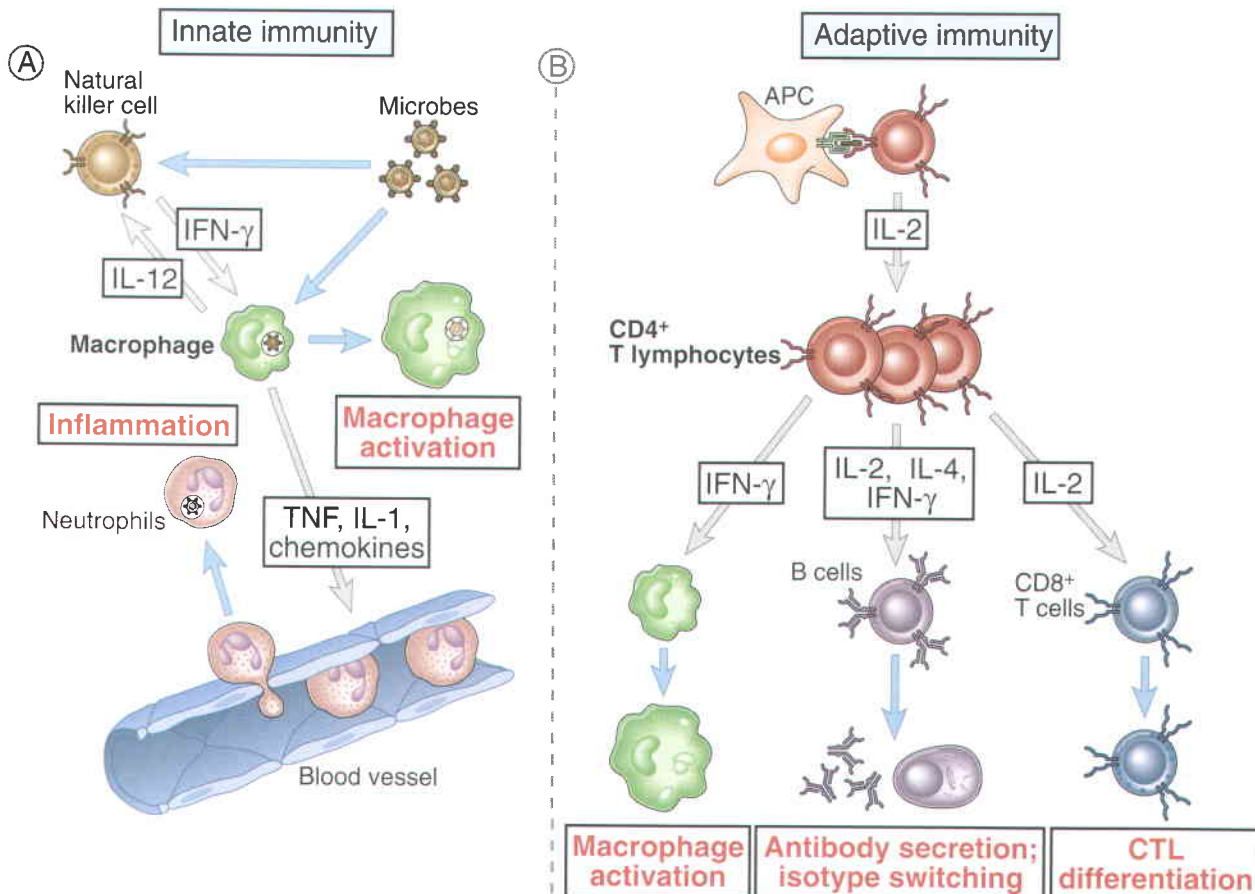 Innate immunity
A
Natural
killer cell
Microbes
IFN-γ
IL-12
Macrophage
Inflammation
Macrophage
activation
Neutrophils
TNF, IL-1,
chemokines
Blood vessel
Adaptive immunity
B
APC
IL-2
CD4⁺
T lymphocytes
IFN-γ
IL-2, IL-4,
IFN-γ
IL-2
B cells
CD8⁺
T cells
Macrophage
activation
Antibody secretion;
isotype switching
CTL
differentiation